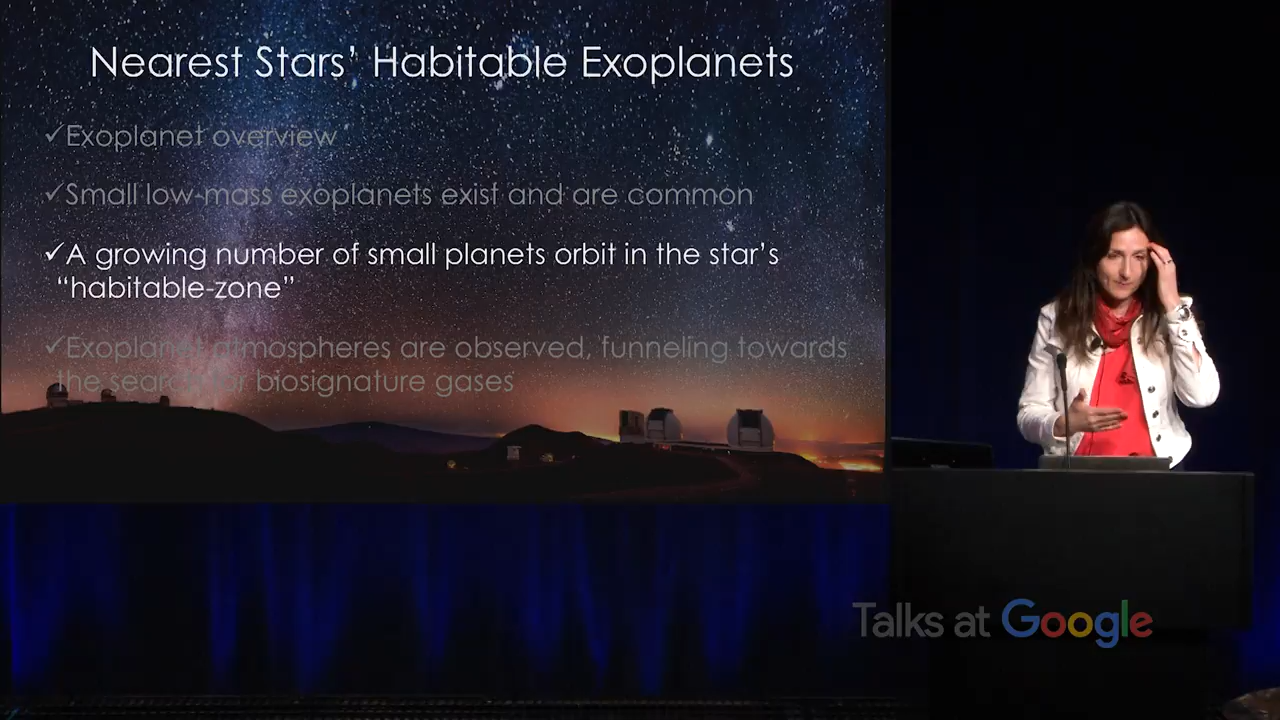 Nearest Stars' Habitable Exoplanets
✓Exoplanet overview
✓Small low-mass exoplanets exist and are common
✓A growing number of small planets orbit in the star's
“habitable-zone”
✓Exoplanet atmospheres are observed, funneling towards
the search for biosignature gases
Talks at Google